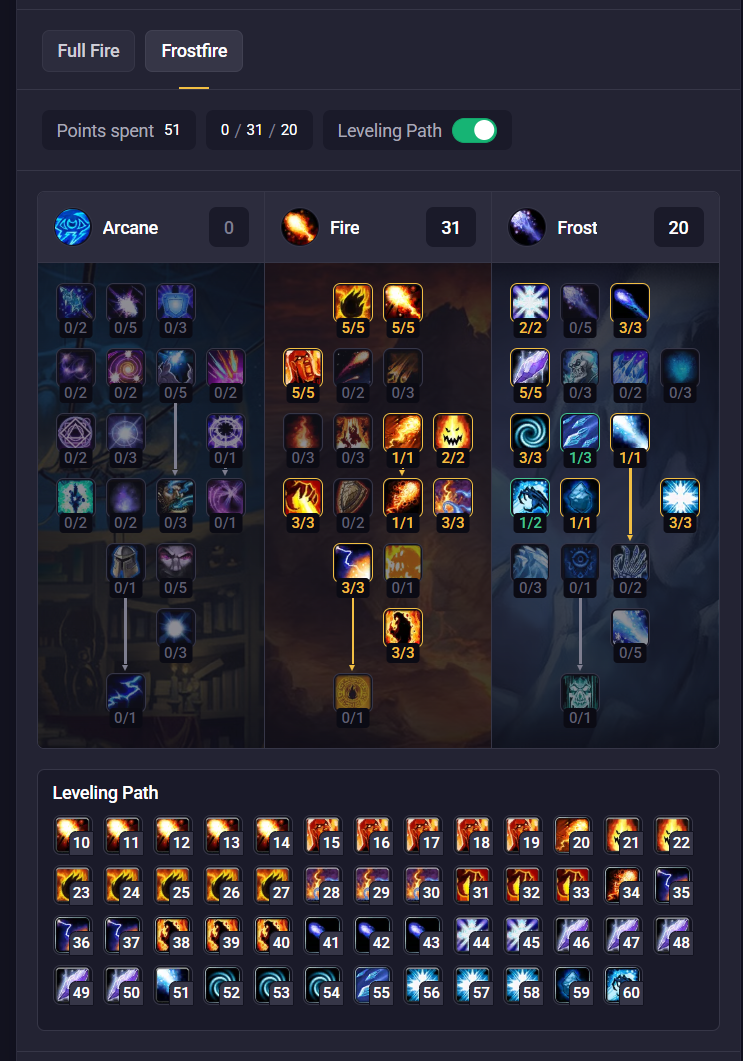 Full Fire Frostfire
Points spent 51 0 / 31 / 20 Leveling Path
Arcane 0 Fire 31 Frost 20
0/2 0/5 0/3 5/5 5/5 2/2 0/5 3/3
0/2 0/2 0/5 0/2 5/5 0/2 0/3 5/5 0/3 0/2 0/3
0/2 0/3 0/1 0/3 0/3 1/1 2/2 3/3 1/3 1/1
0/2 0/2 0/3 0/1 3/3 0/2 1/1 3/3 1/2 1/1 3/3
0/1 0/5 3/3 0/1 0/3 0/1 0/2
0/3 3/3 0/5
0/1 0/1 0/1
Leveling Path
10 11 12 13 14 15 16 17 18 19 20 21 22
23 24 25 26 27 28 29 30 31 32 33 34 35
36 37 38 39 40 41 42 43 44 45 46 47 48
49 50 51 52 53 54 55 56 57 58 59 60